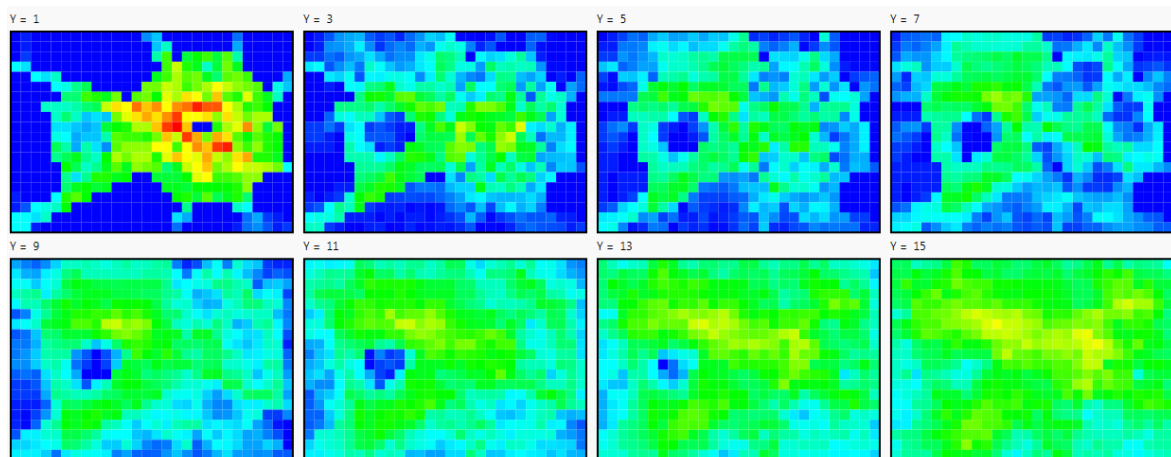 Y = 1
Y = 3
Y = 5
Y = 7
Y = 9
Y = 11
Y = 13
Y = 15